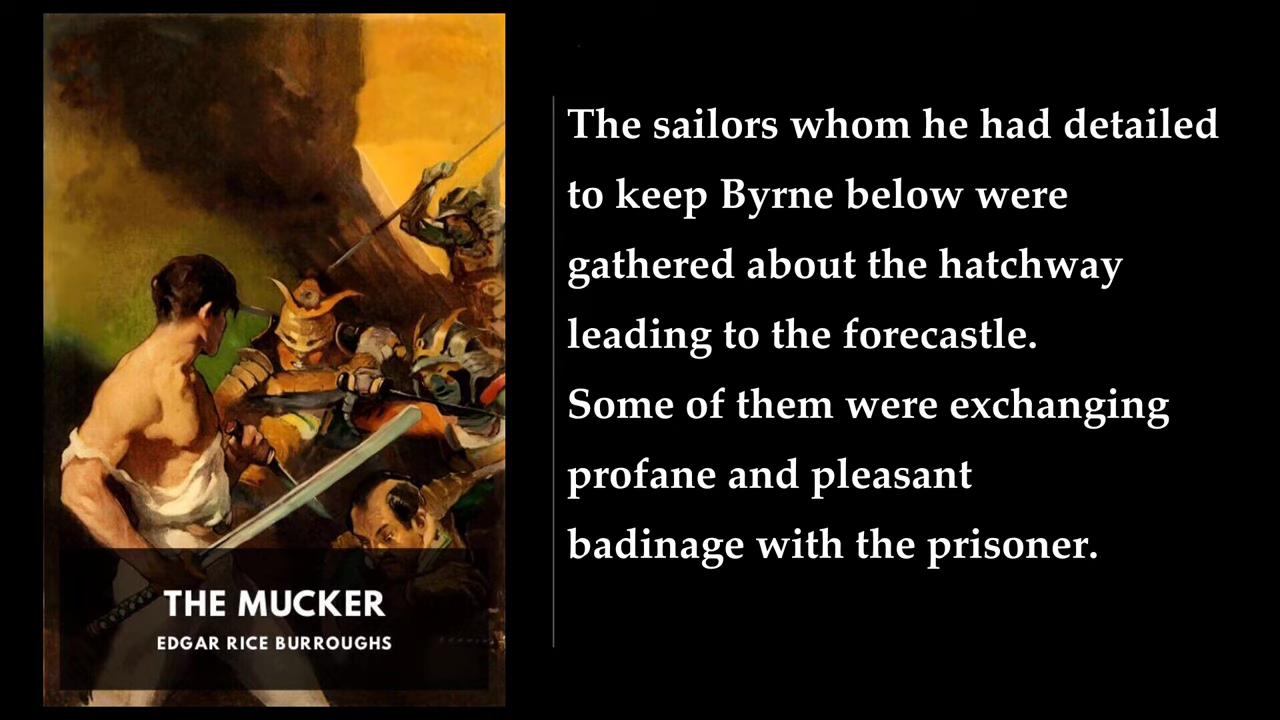 THE MUCKER
EDGAR RICE BURROUGHS
The sailors whom he had detailed
to keep Byrne below were
gathered about the hatchway
leading to the forecastle.
Some of them were exchanging
profane and pleasant
badinage with the prisoner.